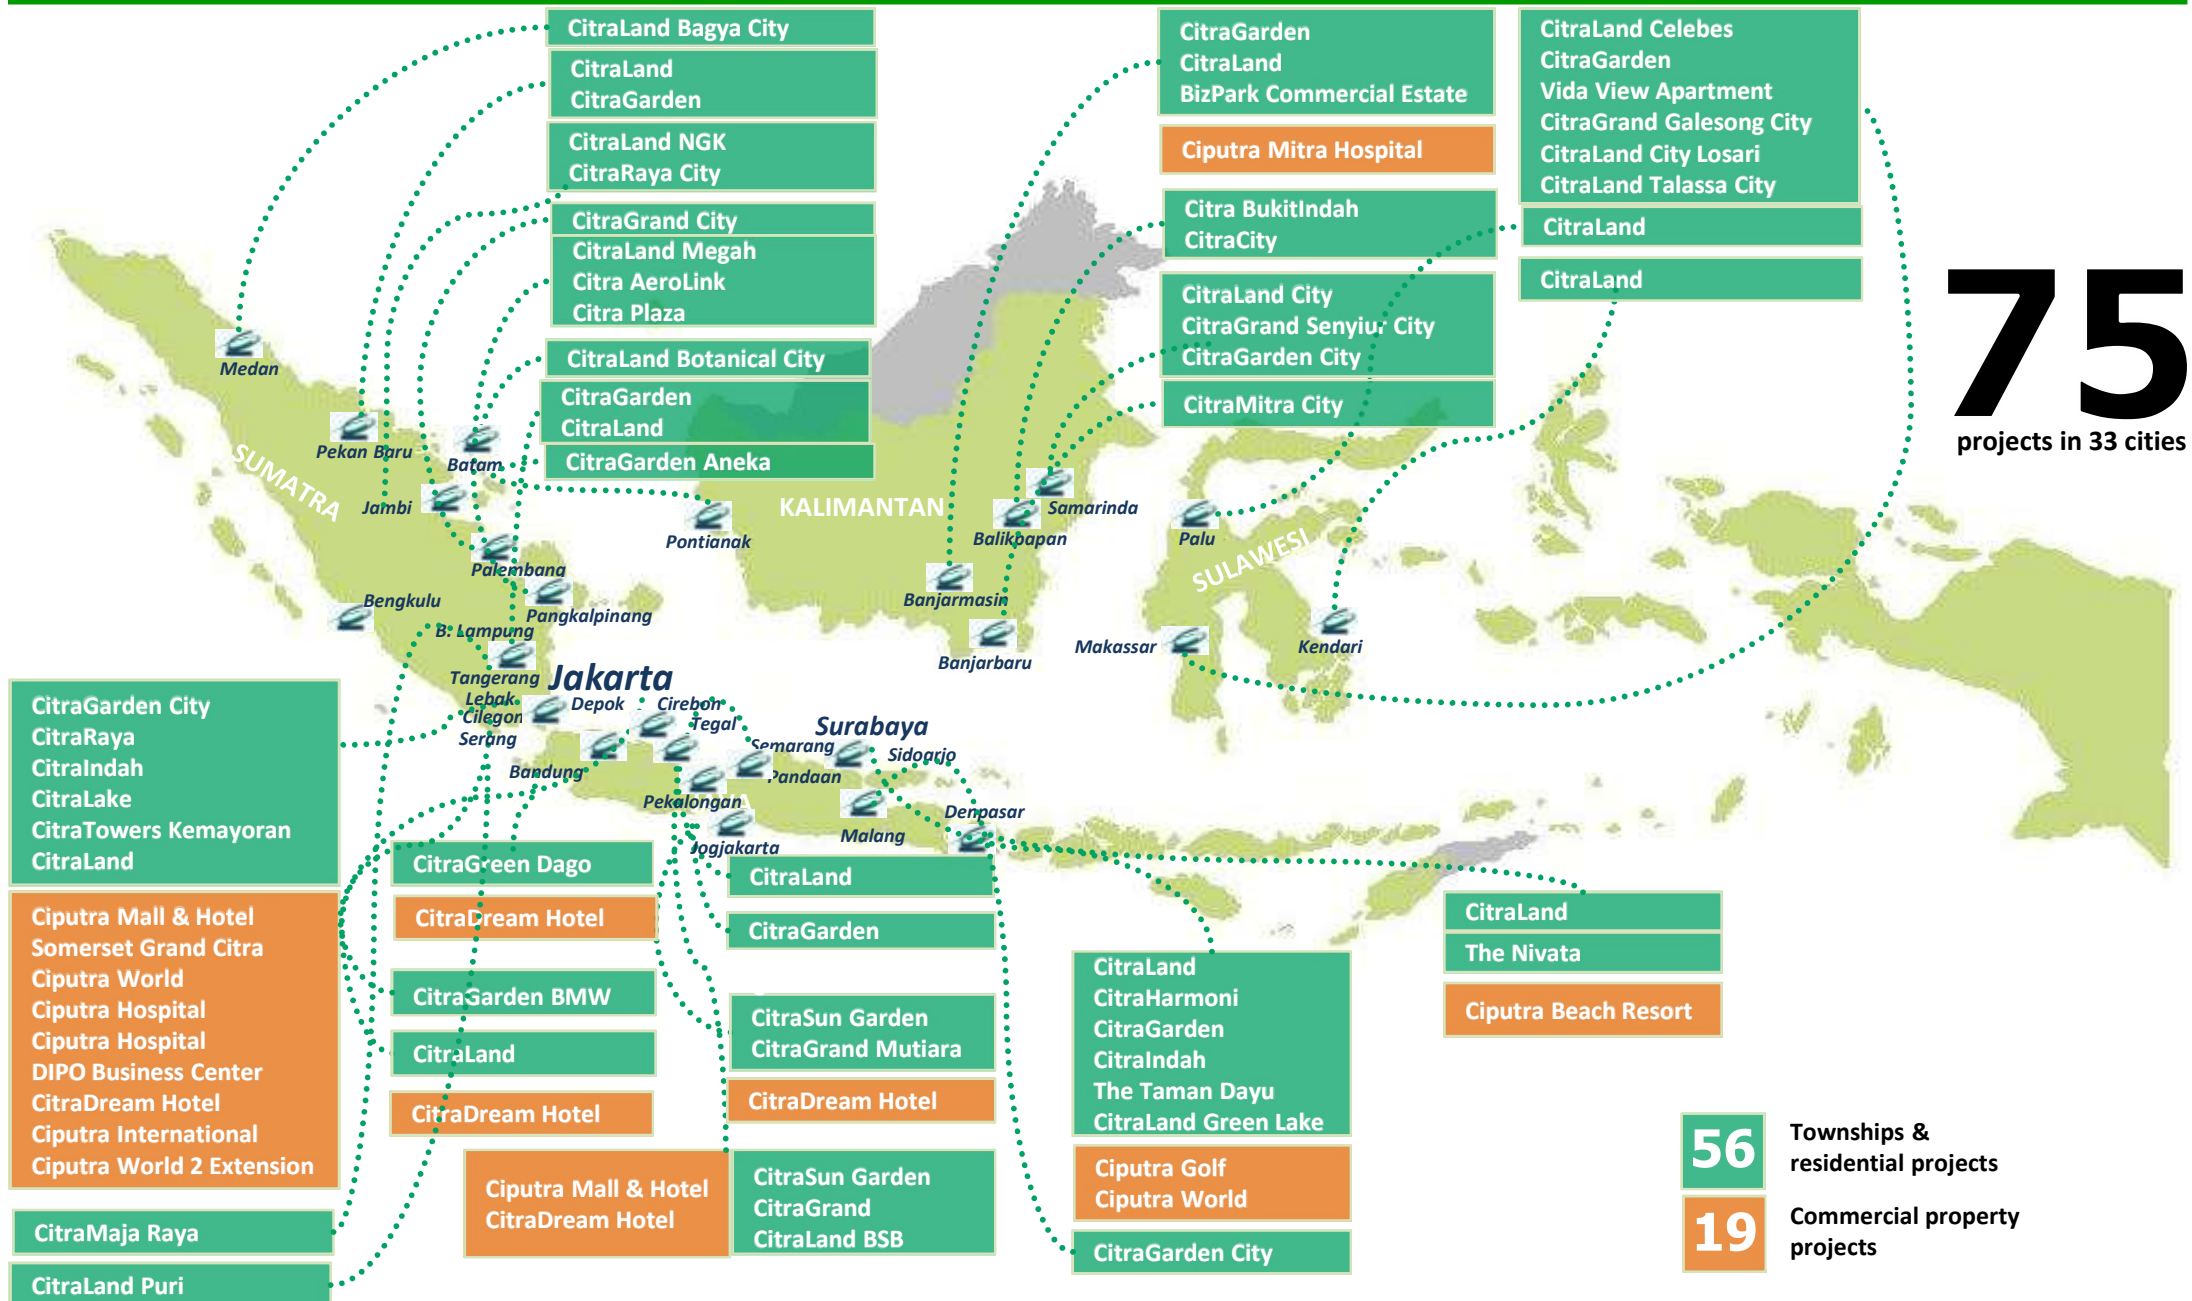 CitraLand Bagya City
CitraLand
CitraGarden
CitraLand NGK
CitraRaya City
CitraGrand City
CitraLand Megah
Citra AeroLink
Citra Plaza
CitraLand Botanical City
CitraGarden
CitraLand
CitraGarden Aneka
CitraGarden
CitraLand
BizPark Commercial Estate
Ciputra Mitra Hospital
Citra BukitIndah
CitraCity
CitraLand City
CitraGrand Senyiur City
CitraGarden City
CitraMitra City
CitraLand Celebes
CitraGarden
Vida View Apartment
CitraGrand Galesong City
CitraLand City Losari
CitraLand Talassa City
CitraLand
CitraLand
75
projects in 33 cities
Medan
Pekan Baru
SUMATRA
Batam
Jambi
Palembang
Pangkalpinang
Bengkulu
B. Lampung
Pontianak
KALIMANTAN
Samarinda
Balikpapan
Banjarmasin
Banjarbaru
Palu
SULAWESI
Makassar
Kendari
Tangerang
Jakarta
Lebak
Cilegon
Serang
Depok
Cirebon
Tegal
Bandung
Semarang
Surabaya
Sidoarjo
Pandaan
Pekalongan
Jogjakarta
Malang
Denpasar
CitraGarden City
CitraRaya
CitraIndah
CitraLake
CitraTowers Kemayoran
CitraLand
Ciputra Mall & Hotel
Somerset Grand Citra
Ciputra World
Ciputra Hospital
Ciputra Hospital
DIPO Business Center
CitraDream Hotel
Ciputra International
Ciputra World 2 Extension
CitraMaja Raya
CitraLand Puri
CitraGreen Dago
CitraDream Hotel
CitraGarden BMW
CitraLand
CitraDream Hotel
Ciputra Mall & Hotel
CitraDream Hotel
CitraLand
CitraGarden
CitraSun Garden
CitraGrand Mutiara
CitraDream Hotel
CitraSun Garden
CitraGrand
CitraLand BSB
CitraLand
CitraHarmoni
CitraGarden
CitraIndah
The Taman Dayu
CitraLand Green Lake
Ciputra Golf
Ciputra World
CitraGarden City
CitraLand
The Nivata
Ciputra Beach Resort
56
Townships &
residential projects
19
Commercial property
projects